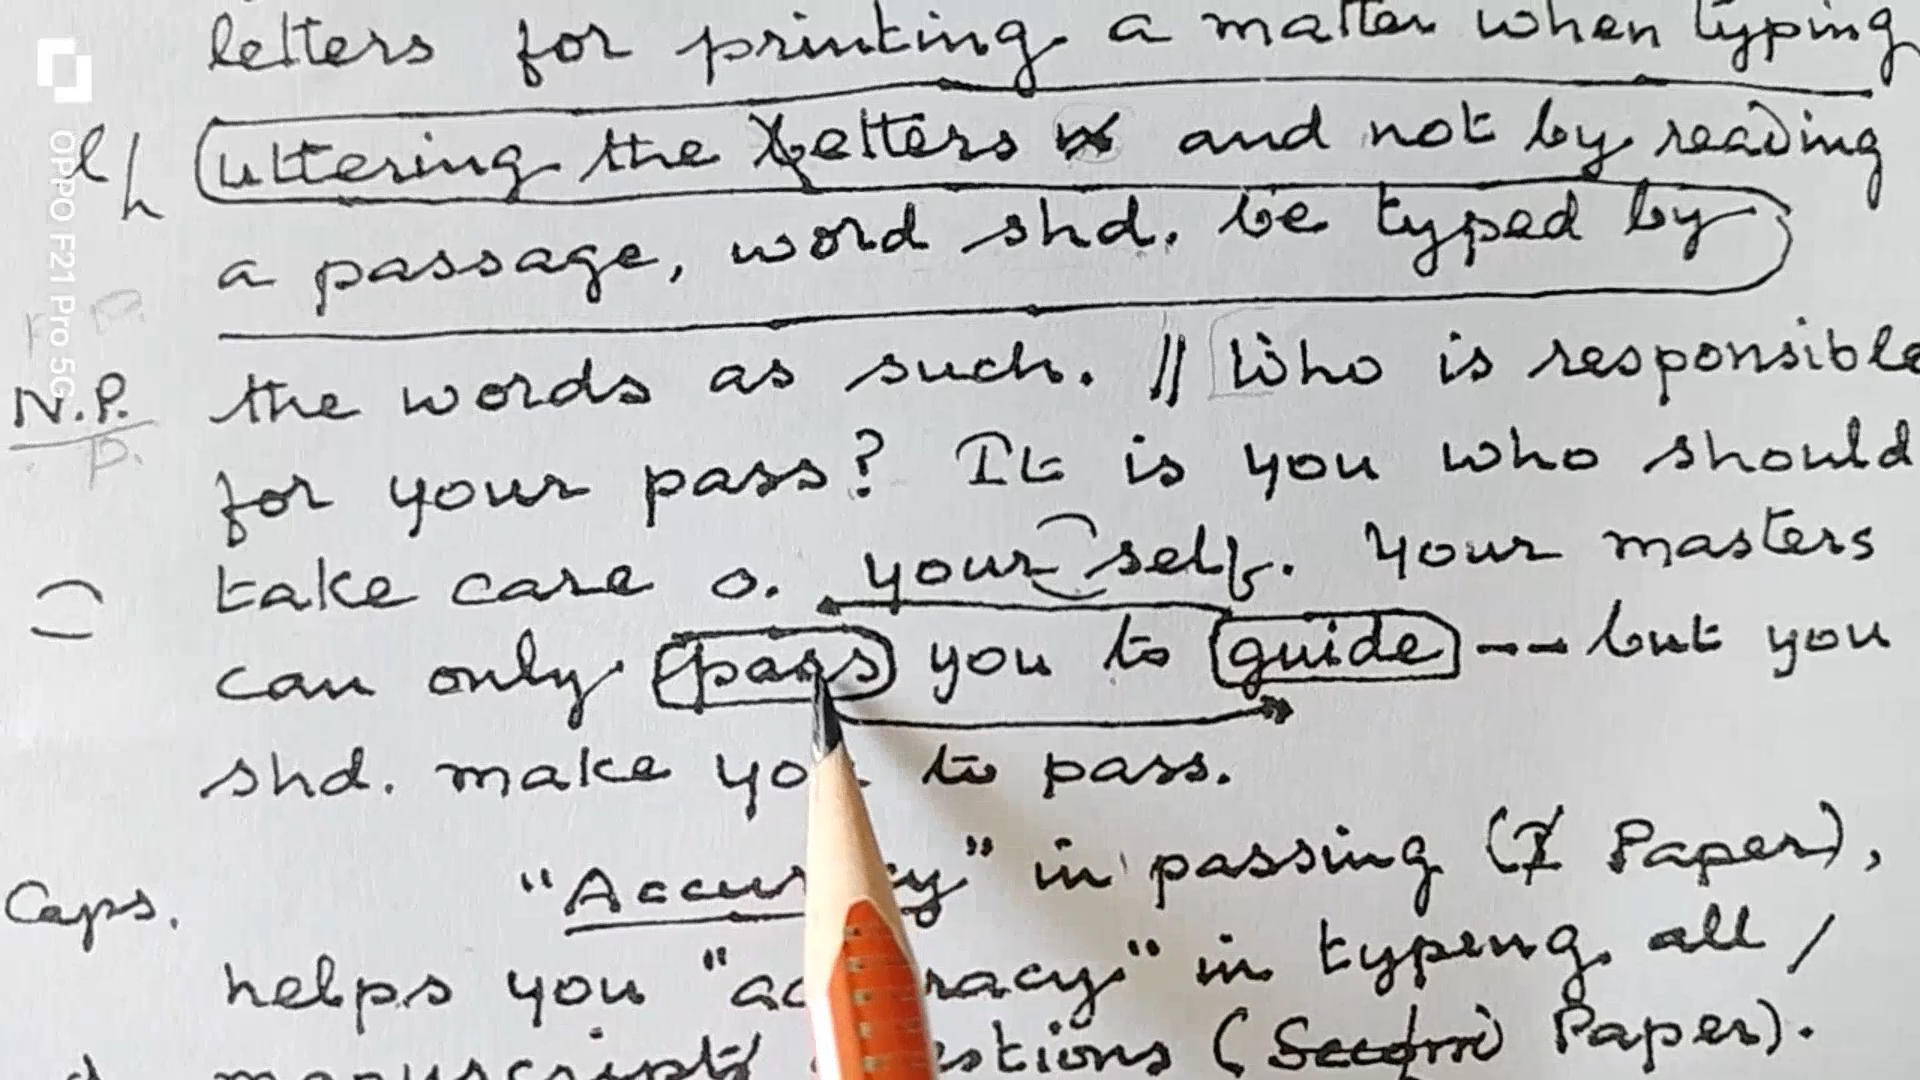 letters for printing a matter when typing
l/h uttering the letters and not by reading
a passage, word shd. be typed by
N.P. the words as such. // Who is responsible
for your pass? It is you who should
take care o. your self. Your masters
can only pass you to guide -- but you
shd. make you to pass.
Caps. "Accuracy" in passing (I Paper),
helps you "accuracy" in typeng all /
manuscript (Second Paper).
OPPO F21 Pro 5G